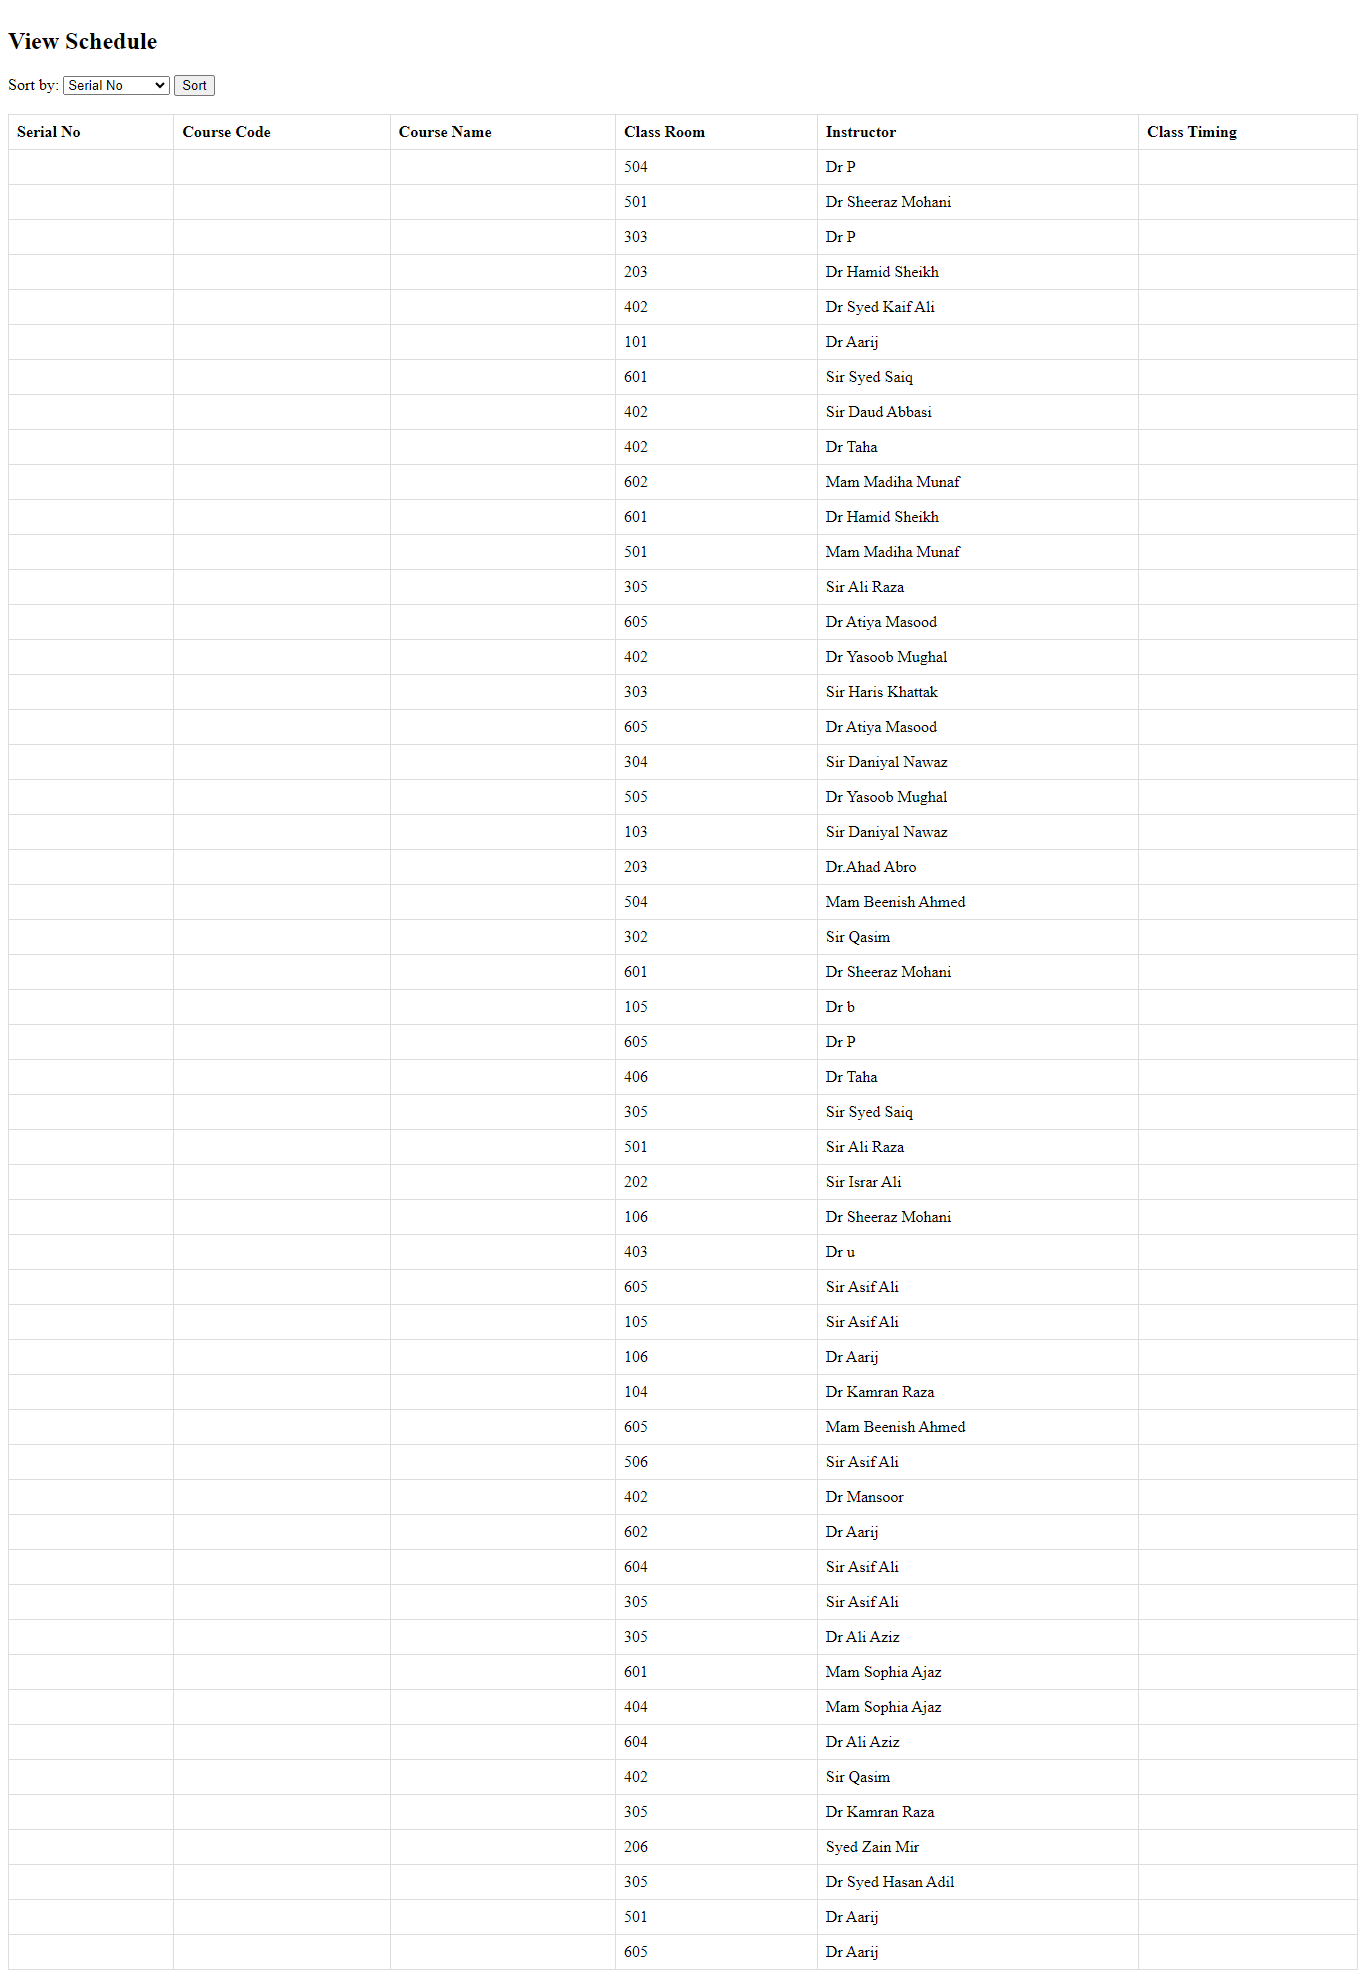 View Schedule
Sort by: Serial No Sort
Serial No Course Code Course Name Class Room Instructor Class Timing
504 Dr P
501 Dr Sheeraz Mohani
303 Dr P
203 Dr Hamid Sheikh
402 Dr Syed Kaif Ali
101 Dr Aarij
601 Sir Syed Saiq
402 Sir Daud Abbasi
402 Dr Taha
602 Mam Madiha Munaf
601 Dr Hamid Sheikh
501 Mam Madiha Munaf
305 Sir Ali Raza
605 Dr Atiya Masood
402 Dr Yasoob Mughal
303 Sir Haris Khattak
605 Dr Atiya Masood
304 Sir Daniyal Nawaz
505 Dr Yasoob Mughal
103 Sir Daniyal Nawaz
203 Dr.Ahad Abro
504 Mam Beenish Ahmed
302 Sir Qasim
601 Dr Sheeraz Mohani
105 Dr b
605 Dr P
406 Dr Taha
305 Sir Syed Saiq
501 Sir Ali Raza
202 Sir Israr Ali
106 Dr Sheeraz Mohani
403 Dr u
605 Sir Asif Ali
105 Sir Asif Ali
106 Dr Aarij
104 Dr Kamran Raza
605 Mam Beenish Ahmed
506 Sir Asif Ali
402 Dr Mansoor
602 Dr Aarij
604 Sir Asif Ali
305 Sir Asif Ali
305 Dr Ali Aziz
601 Mam Sophia Ajaz
404 Mam Sophia Ajaz
604 Dr Ali Aziz
402 Sir Qasim
305 Dr Kamran Raza
206 Syed Zain Mir
305 Dr Syed Hasan Adil
501 Dr Aarij
605 Dr Aarij